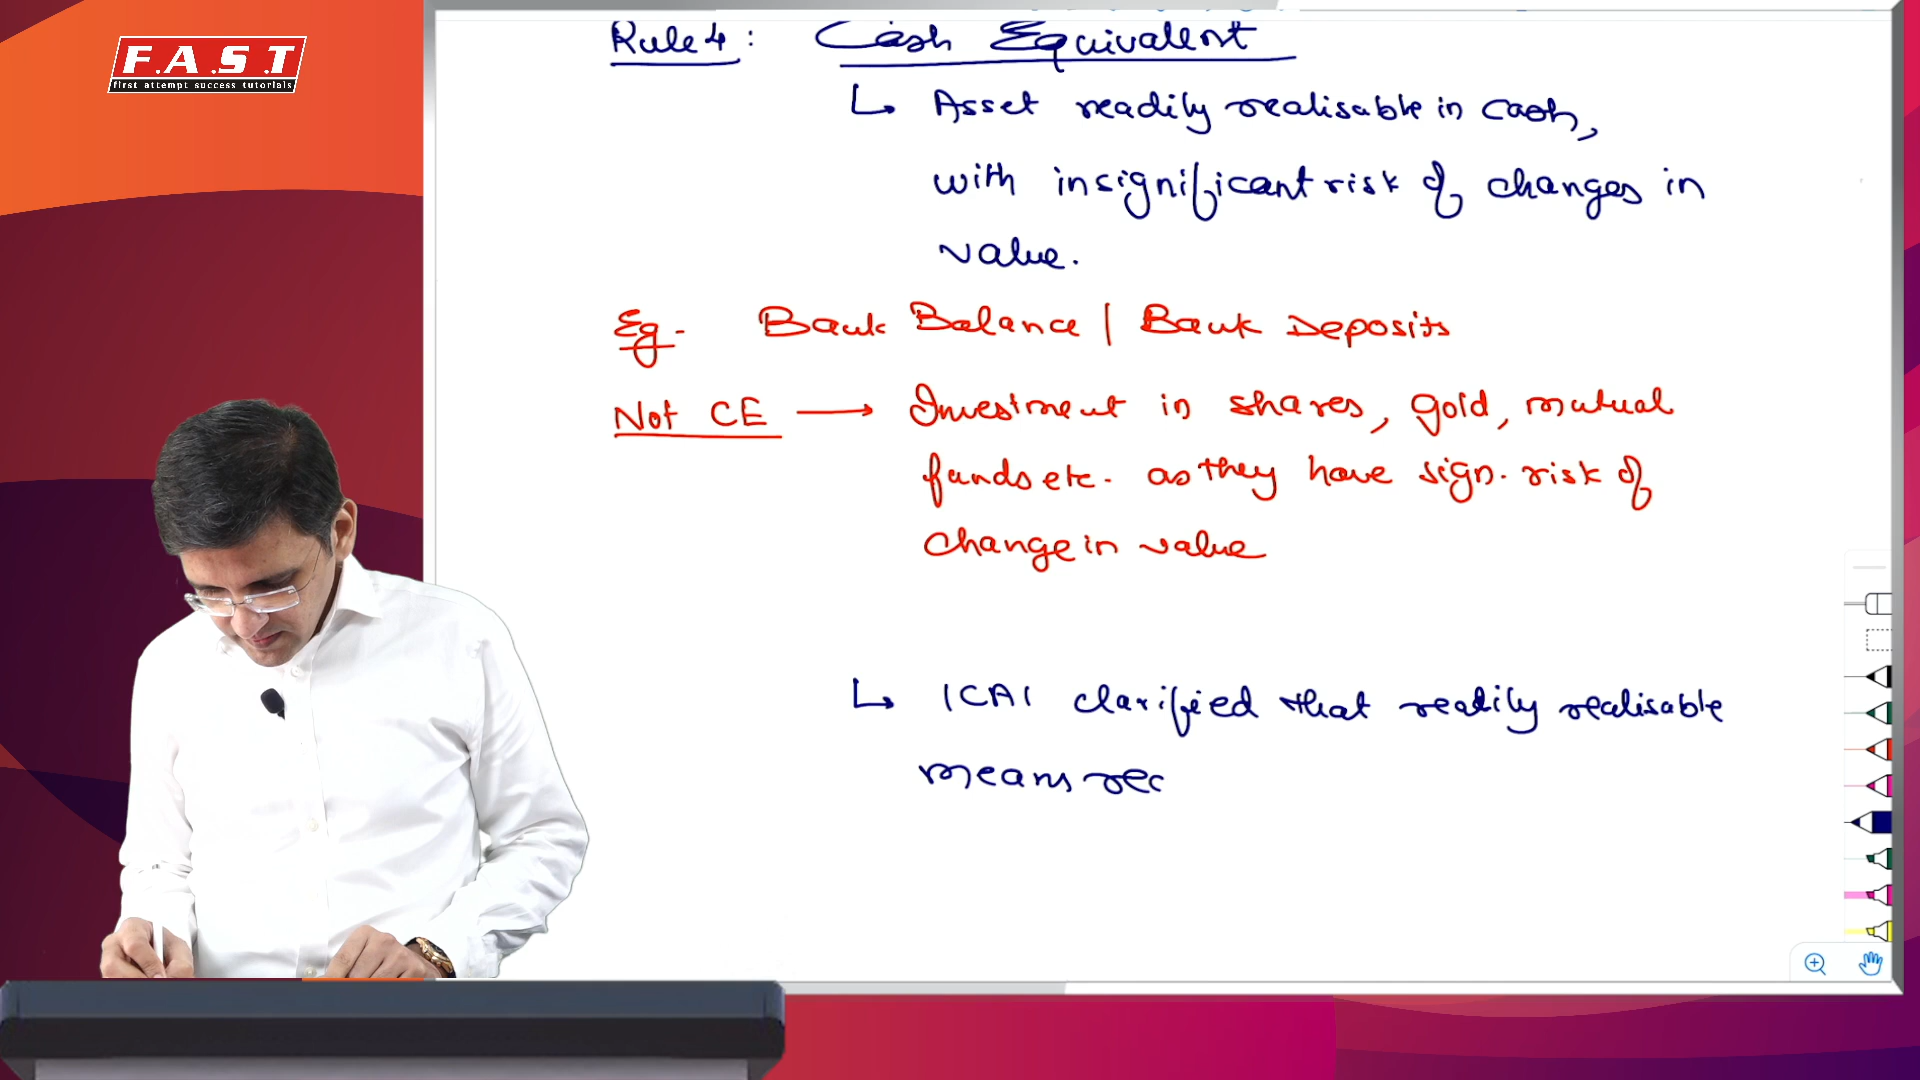 F.A.S.T
first attempt success tutorials
Rule 4 : Cash Equivalent
↳ Asset readily realisable in cash,
with insignificant risk of changes in
value.
Eg - Bank Balance | Bank Deposits
Not CE → Investment in shares, gold, mutual
funds etc. as they have sign. risk of
change in value
↳ ICAI clarified that readily realisable
means rec